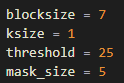 blocksize = 7
ksize = 1
threshold = 25
mask_size = 5